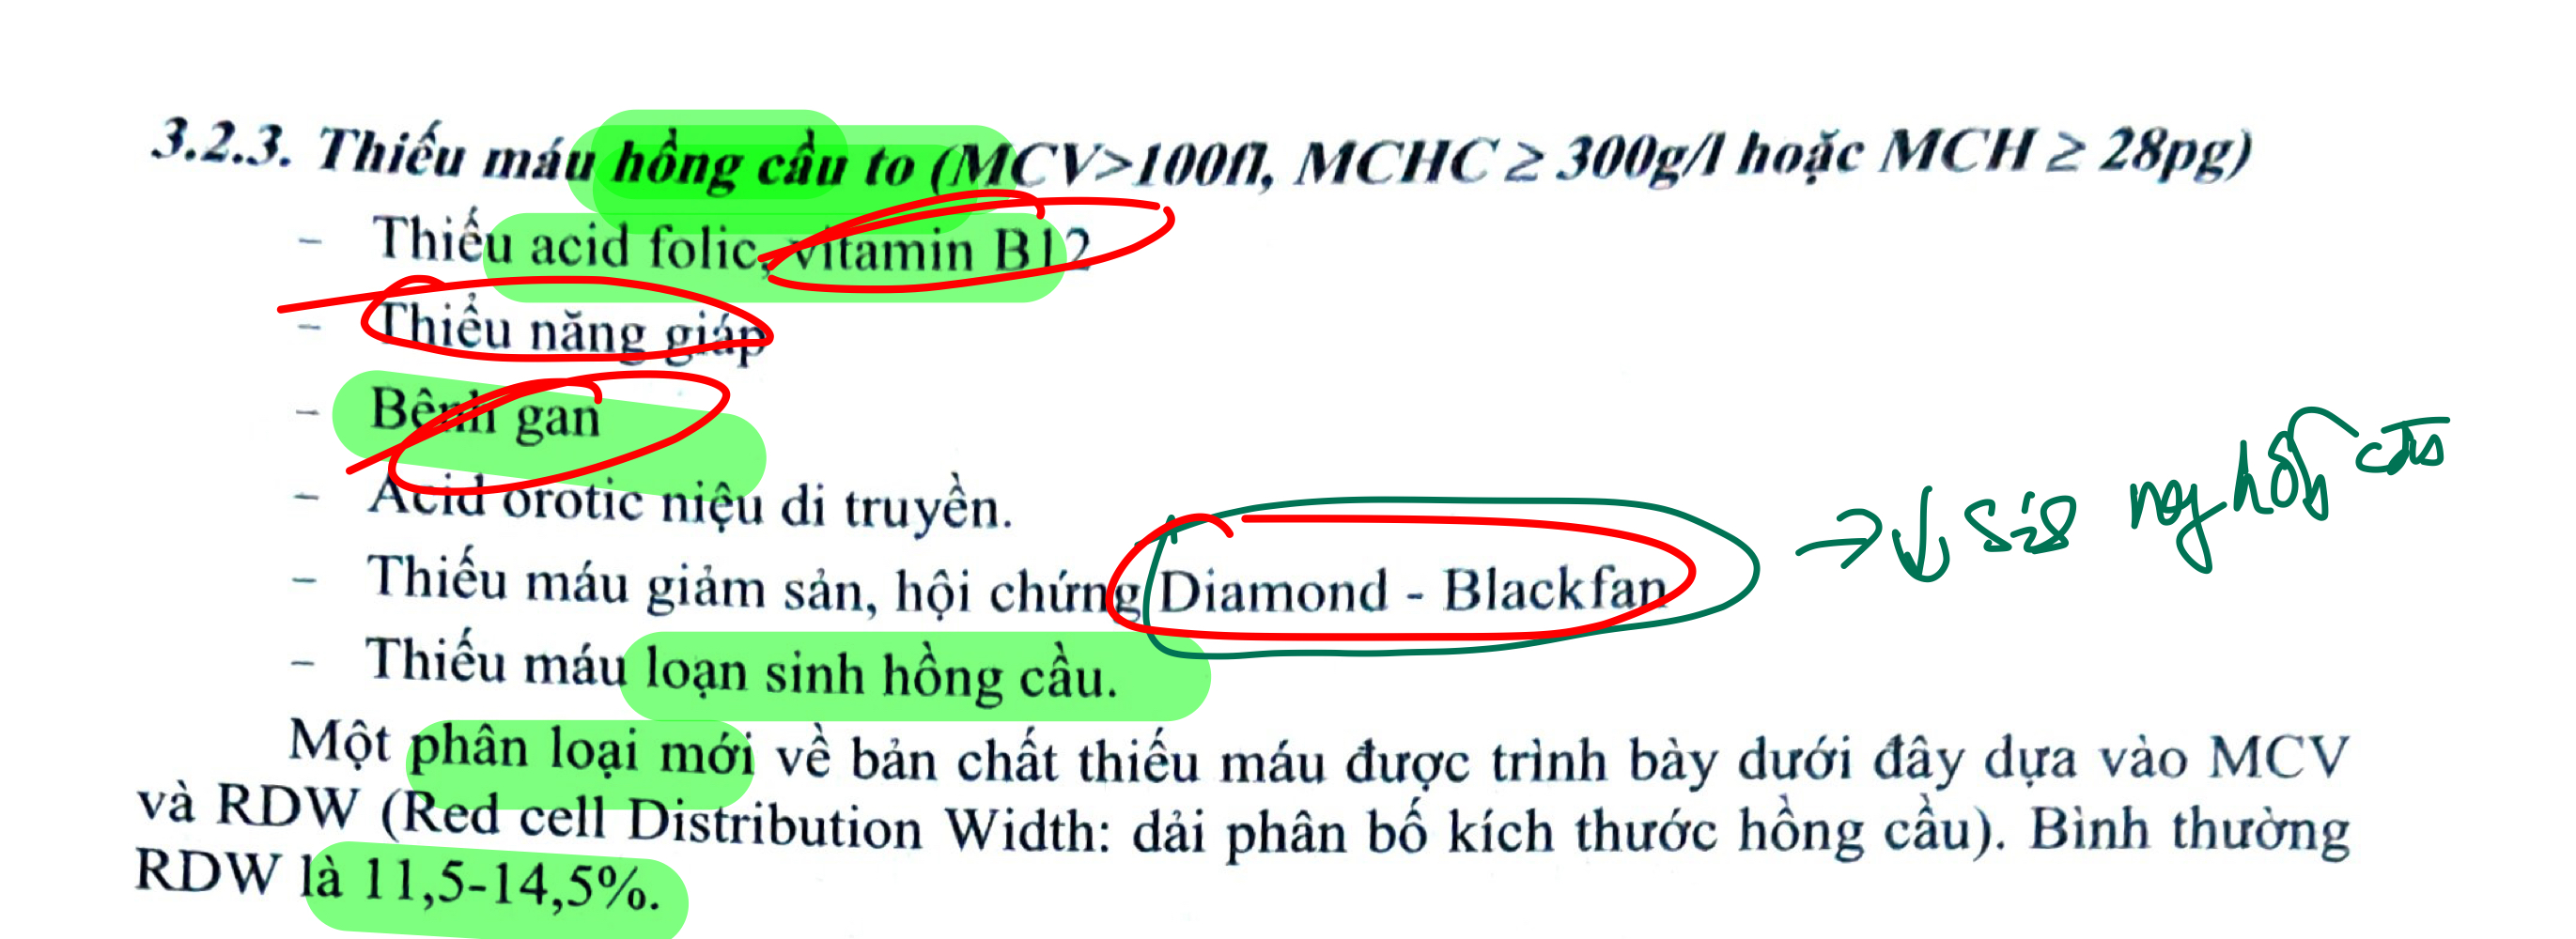 3.2.3. Thiếu máu hồng cầu to (MCV>100fl, MCHC ≥ 300g/l hoặc MCH ≥ 28pg)
– Thiếu acid folic, vitamin B12
– Thiểu năng giáp
– Bệnh gan
– Acid orotic niệu di truyền.
– Thiếu máu giảm sản, hội chứng Diamond - Blackfan
→ ↓ hồng cầu
– Thiếu máu loạn sinh hồng cầu.
Một phân loại mới về bản chất thiếu máu được trình bày dưới đây dựa vào MCV
và RDW (Red cell Distribution Width: dải phân bố kích thước hồng cầu). Bình thường
RDW là 11,5-14,5%.